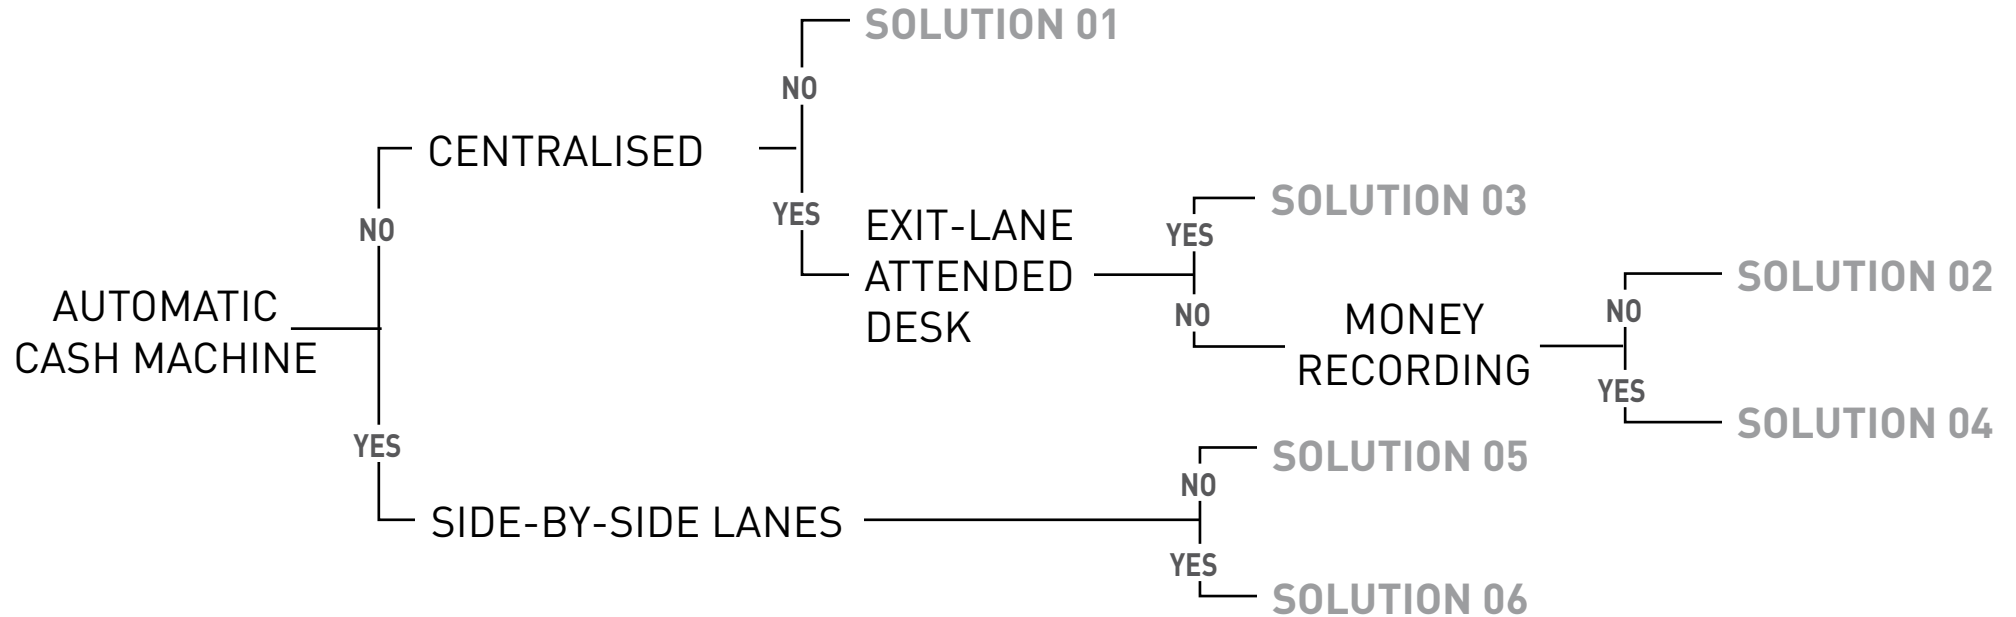 SOLUTION 01
NO
CENTRALISED
YES
NO
EXIT-LANE
ATTENDED
DESK
YES
SOLUTION 03
NO
MONEY
RECORDING
NO
SOLUTION 02
YES
SOLUTION 04
AUTOMATIC
CASH MACHINE
YES
SIDE-BY-SIDE LANES
NO
SOLUTION 05
YES
SOLUTION 06